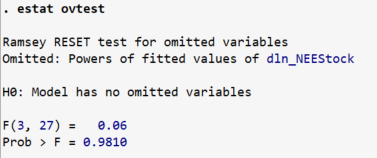 . estat ovtest
Ramsey RESET test for omitted variables
Omitted: Powers of fitted values of dln_NEEStock
H0: Model has no omitted variables
F(3, 27) =   0.06
Prob > F = 0.9810